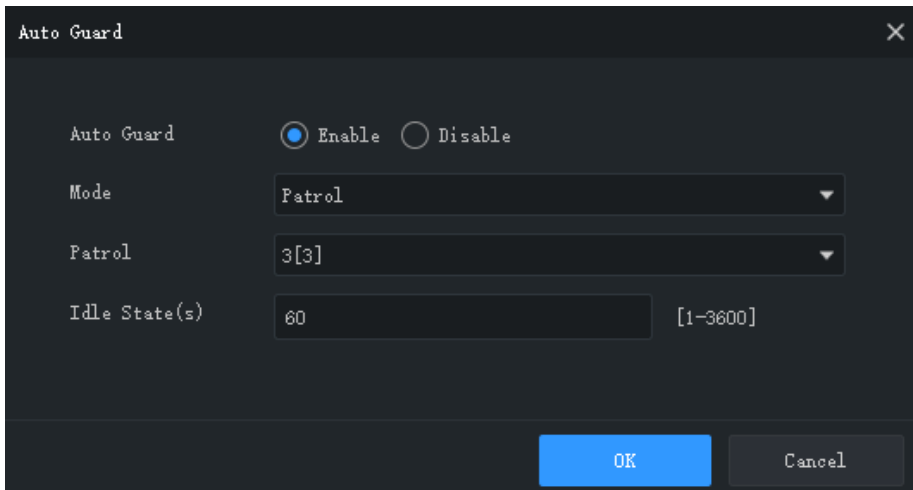 Auto Guard
Auto Guard Enable Disable
Mode Patrol
Patrol 3[3]
Idle State(s) 60 [1-3600]
OK Cancel